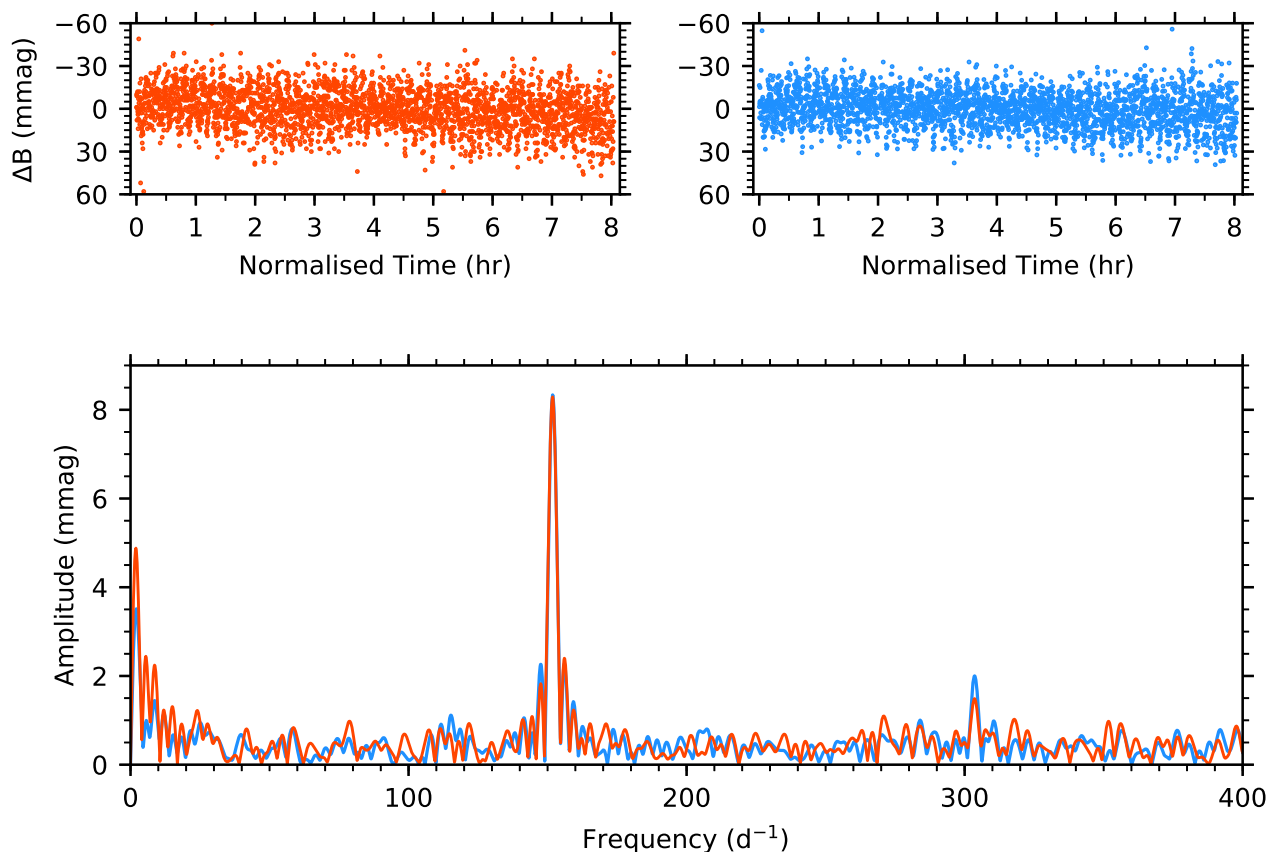 −60
−30
0
30
60
ΔB (mmag)
0 1 2 3 4 5 6 7 8
Normalised Time (hr)
−60
−30
0
30
60
0 1 2 3 4 5 6 7 8
Normalised Time (hr)
8
6
4
2
0
Amplitude (mmag)
0 100 200 300 400
Frequency (d⁻¹)